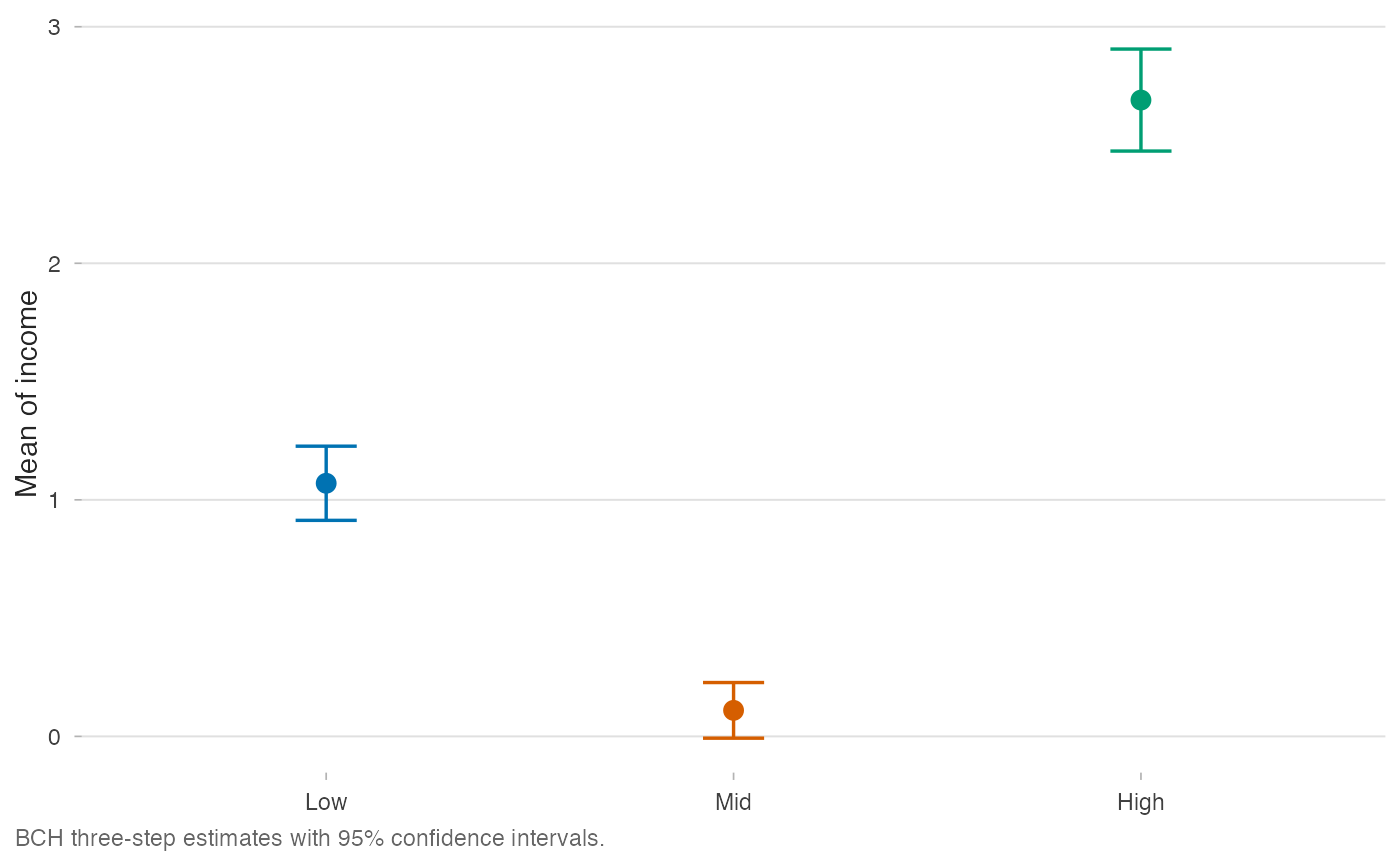 3
2
1
0
Mean of income
Low Mid High
BCH three-step estimates with 95% confidence intervals.